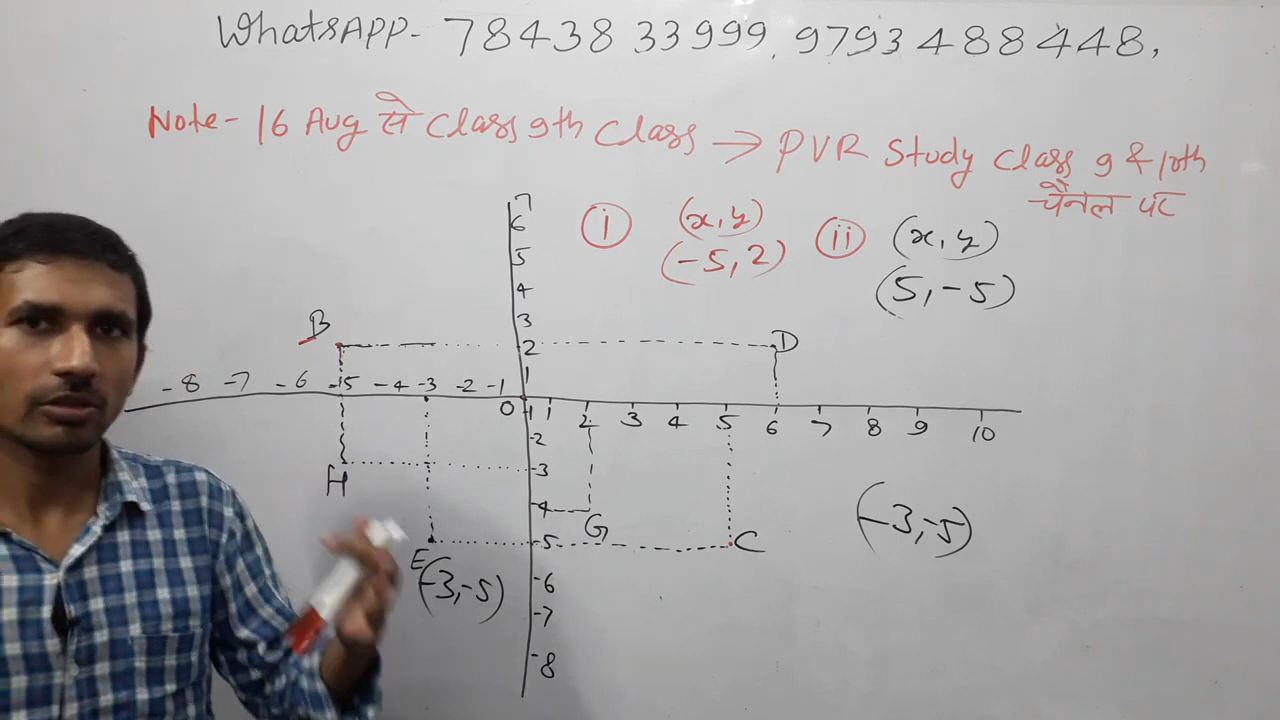 WhatsAPP- 78438 33999, 9793 488448,
Note- 16 Aug से Class 9th Class → PVR Study Class 9 & 10th
चैनल पर
i (x,y) ii (x,y)
(-5,2) (5,-5)
7
6
5
4
3
2
1
B D
-8 -7 -6 -5 -4 -3 -2 -1
0 1 2 3 4 5 6 7 8 9 10
-1
-2
-3
-4
-5
-6
-7
-8
H
G
E C
(-3,-5)
(-3,-5)